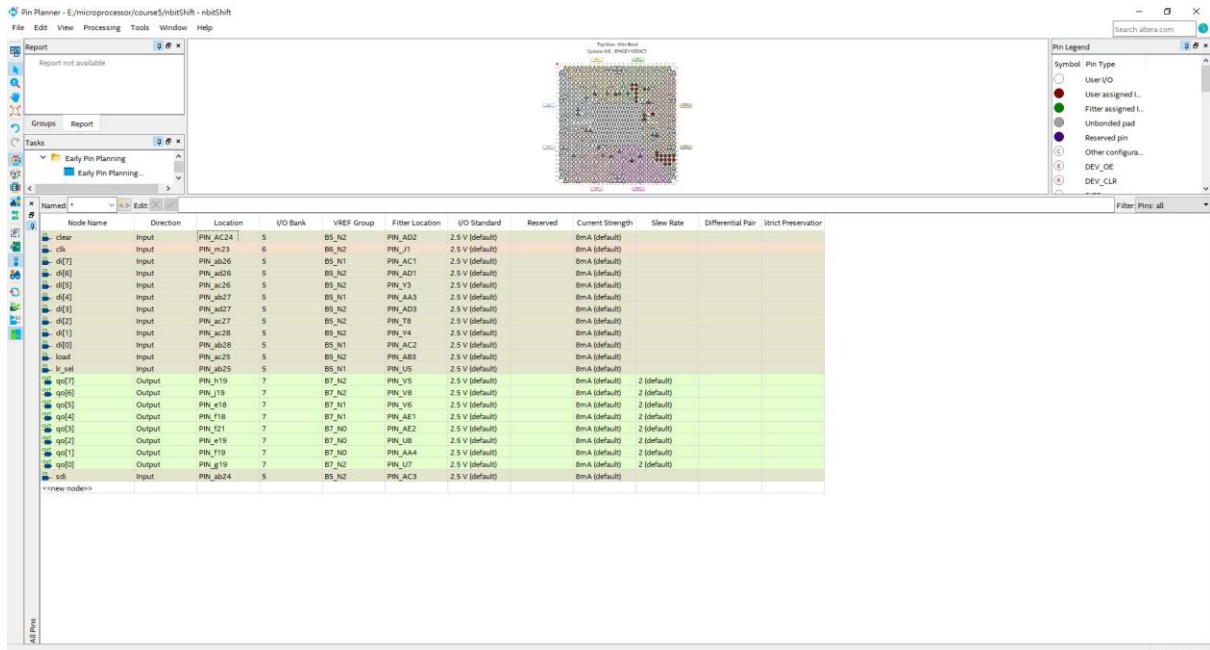 Pin Planner - E:/microprocessor/course5/nbitShift - nbitShift
File Edit View Processing Tools Window Help
Search altera.com
Report
Report not available
Groups Report
Tasks
Early Pin Planning
Early Pin Planning...
Top View - Wire Bond
Pin Legend
Symbol Pin Type
User I/O
User assigned I...
Fitter assigned I...
Unbonded pad
Reserved pin
Other configura...
DEV_OE
DEV_CLR
Named: * Edit: Filter: Pins: all
Node Name Direction Location I/O Bank VREF Group Fitter Location I/O Standard Reserved Current Strength Slew Rate Differential Pair Strict Preservation
clear Input PIN_AC24 5 B5_N2 PIN_AD2 2.5 V (default) 8mA (default)
clk Input PIN_m23 6 B6_N2 PIN_J1 2.5 V (default) 8mA (default)
di[7] Input PIN_ab26 5 B5_N1 PIN_AC1 2.5 V (default) 8mA (default)
di[6] Input PIN_ad26 5 B5_N2 PIN_AD1 2.5 V (default) 8mA (default)
di[5] Input PIN_ac26 5 B5_N2 PIN_Y3 2.5 V (default) 8mA (default)
di[4] Input PIN_ab27 5 B5_N1 PIN_AA3 2.5 V (default) 8mA (default)
di[3] Input PIN_ad27 5 B5_N2 PIN_AD3 2.5 V (default) 8mA (default)
di[2] Input PIN_ac27 5 B5_N2 PIN_T8 2.5 V (default) 8mA (default)
di[1] Input PIN_ac28 5 B5_N2 PIN_Y4 2.5 V (default) 8mA (default)
di[0] Input PIN_ab28 5 B5_N1 PIN_AC2 2.5 V (default) 8mA (default)
load Input PIN_ac25 5 B5_N2 PIN_AB3 2.5 V (default) 8mA (default)
lr_sel Input PIN_ab25 5 B5_N1 PIN_U5 2.5 V (default) 8mA (default)
qo[7] Output PIN_h19 7 B7_N2 PIN_V5 2.5 V (default) 8mA (default) 2 (default)
qo[6] Output PIN_j19 7 B7_N2 PIN_V8 2.5 V (default) 8mA (default) 2 (default)
qo[5] Output PIN_e18 7 B7_N1 PIN_V6 2.5 V (default) 8mA (default) 2 (default)
qo[4] Output PIN_f18 7 B7_N1 PIN_AE1 2.5 V (default) 8mA (default) 2 (default)
qo[3] Output PIN_f21 7 B7_N0 PIN_AE2 2.5 V (default) 8mA (default) 2 (default)
qo[2] Output PIN_e19 7 B7_N0 PIN_U8 2.5 V (default) 8mA (default) 2 (default)
qo[1] Output PIN_f19 7 B7_N0 PIN_AA4 2.5 V (default) 8mA (default) 2 (default)
qo[0] Output PIN_g19 7 B7_N2 PIN_U7 2.5 V (default) 8mA (default) 2 (default)
sdi Input PIN_ab24 5 B5_N2 PIN_AC3 2.5 V (default) 8mA (default)
<<new node>>
All Pins